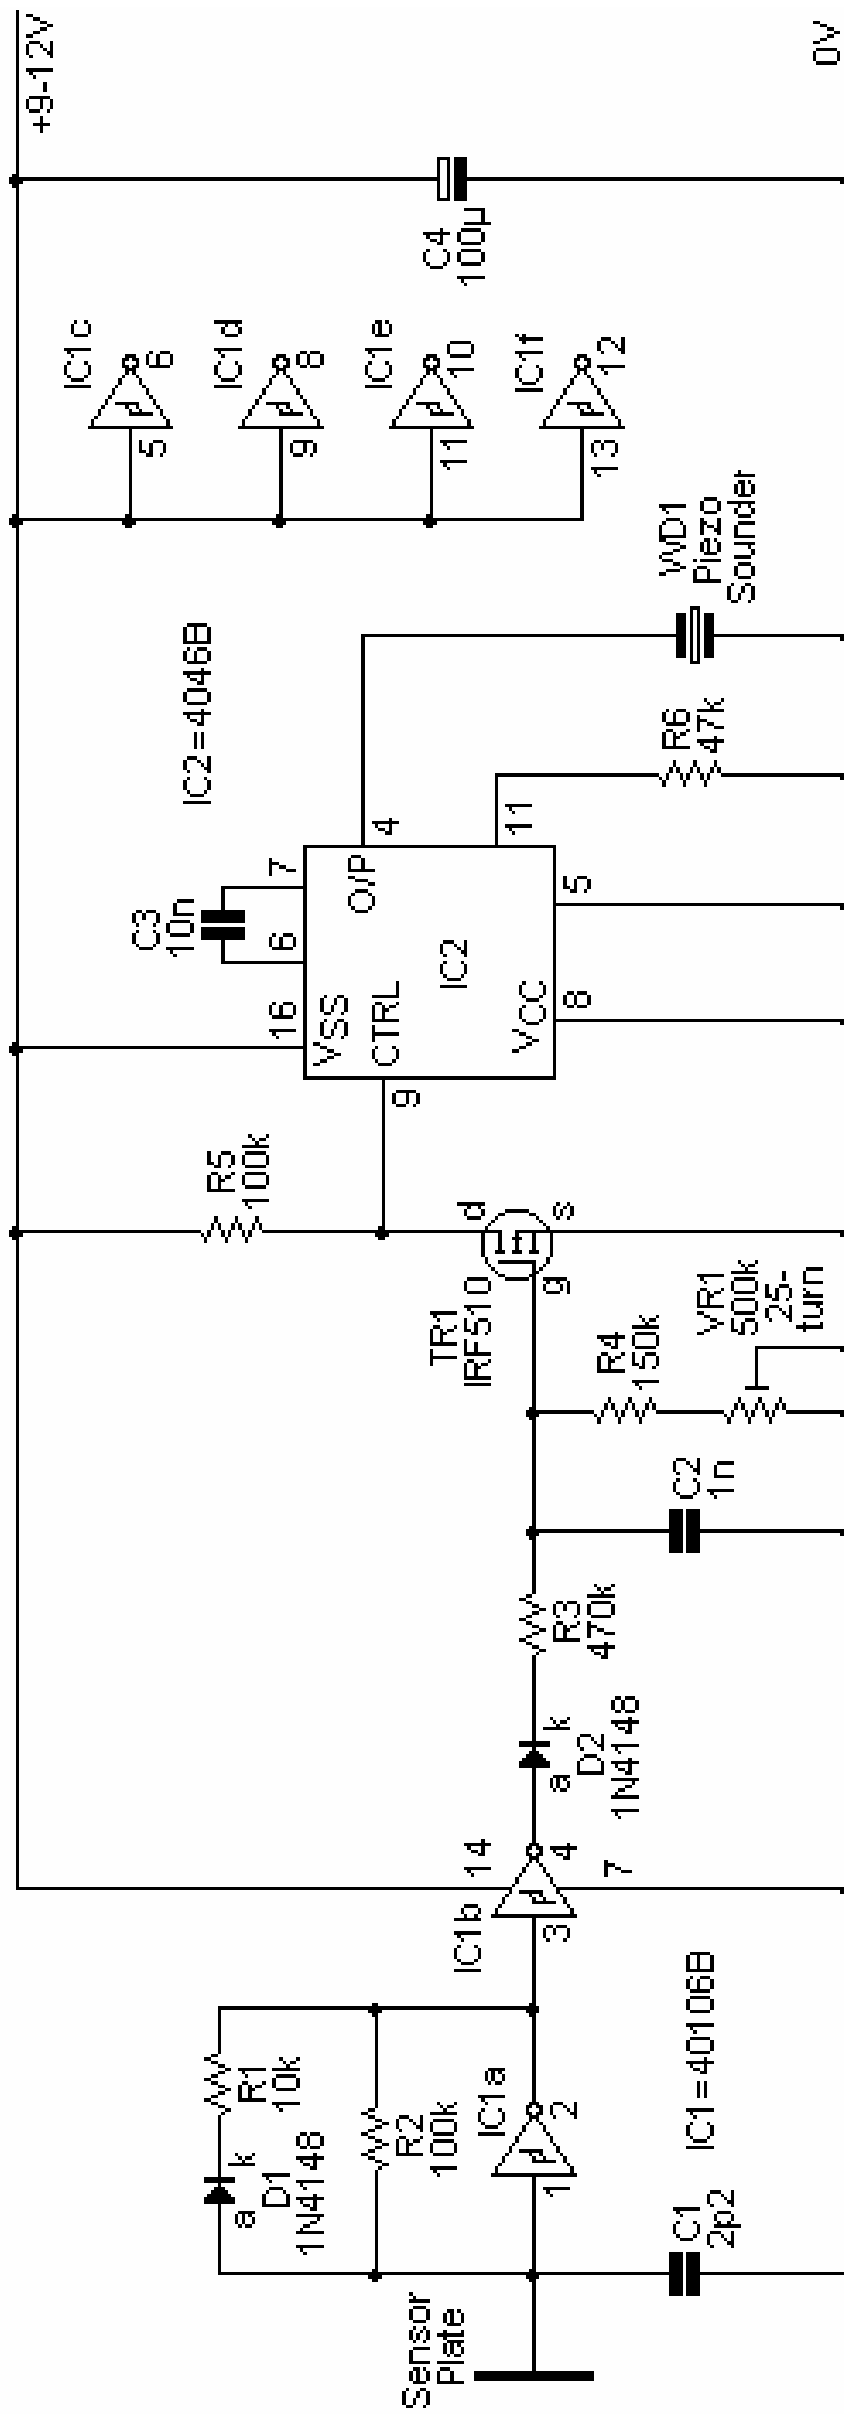 Sensor
Plate
C1
2p2
a
k
D1
1N4148
R1
10k
R2
100k
1
IC1a
2
IC1=40106B
IC1b
3
14
4
7
a
k
D2
1N4148
R3
470k
C2
1n
R4
150k
VR1
500k
25-
turn
TR1
IRF510
d
g
s
R5
100k
9
16
VSS
CTRL
VCC
8
IC2
5
6
7
C3
10n
O/P
4
11
IC2=4046B
R6
47k
WD1
Piezo
Sounder
IC1c
5
6
IC1d
9
8
IC1e
11
10
IC1f
13
12
C4
100µ
+9-12V
0V